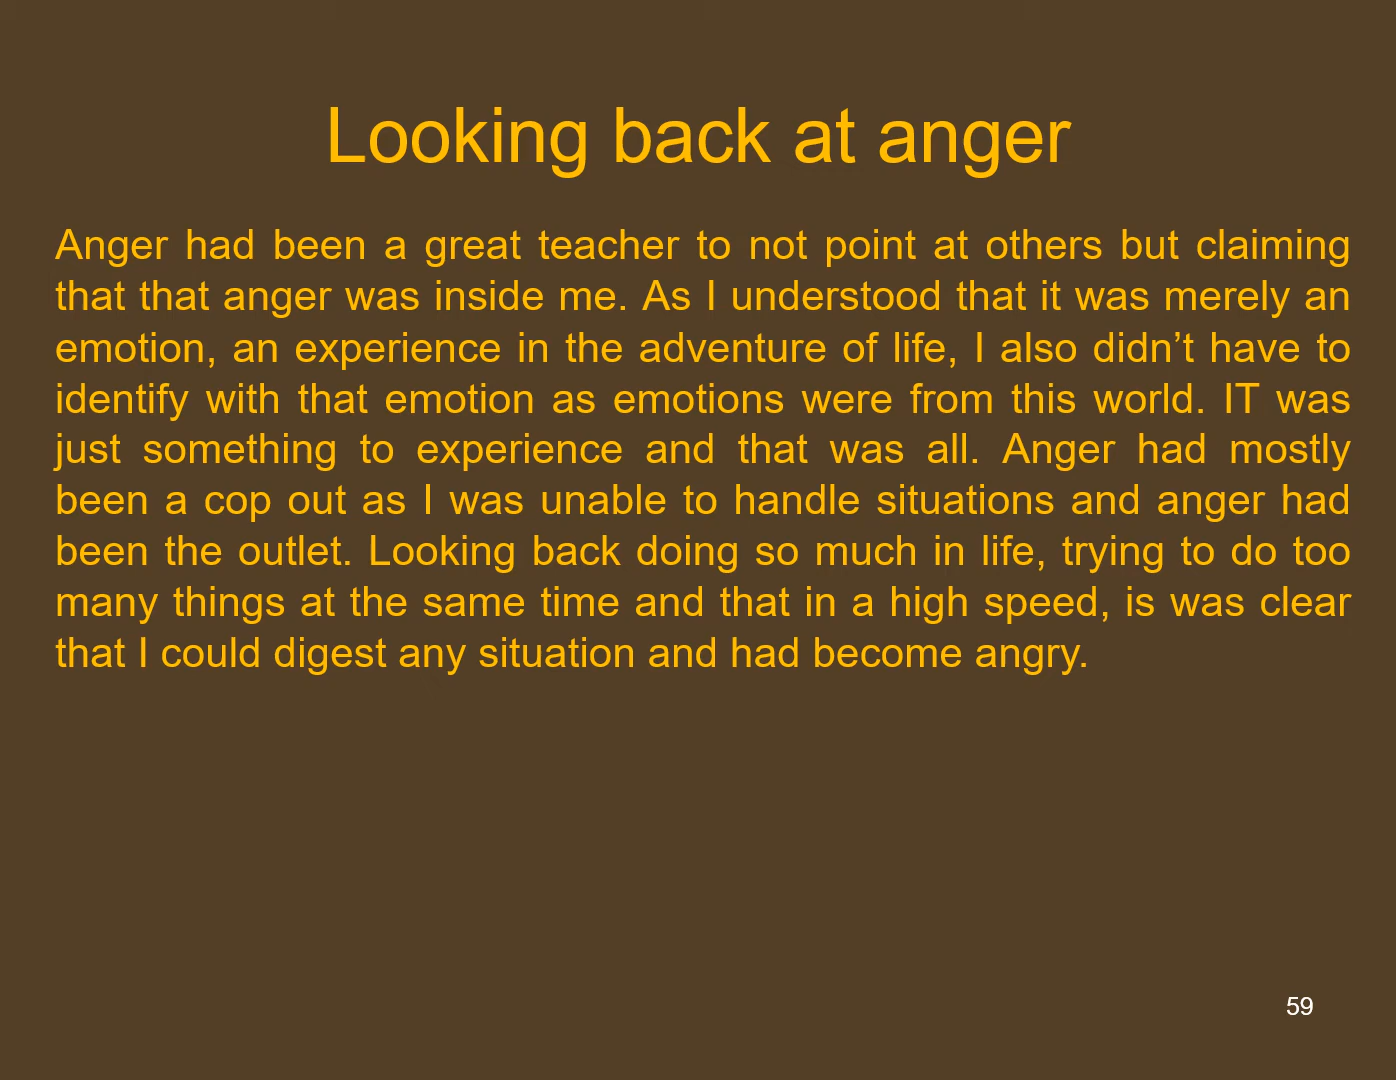 Looking back at anger
Anger had been a great teacher to not point at others but claiming
that that anger was inside me. As I understood that it was merely an
emotion, an experience in the adventure of life, I also didn’t have to
identify with that emotion as emotions were from this world. IT was
just something to experience and that was all. Anger had mostly
been a cop out as I was unable to handle situations and anger had
been the outlet. Looking back doing so much in life, trying to do too
many things at the same time and that in a high speed, is was clear
that I could digest any situation and had become angry.
59